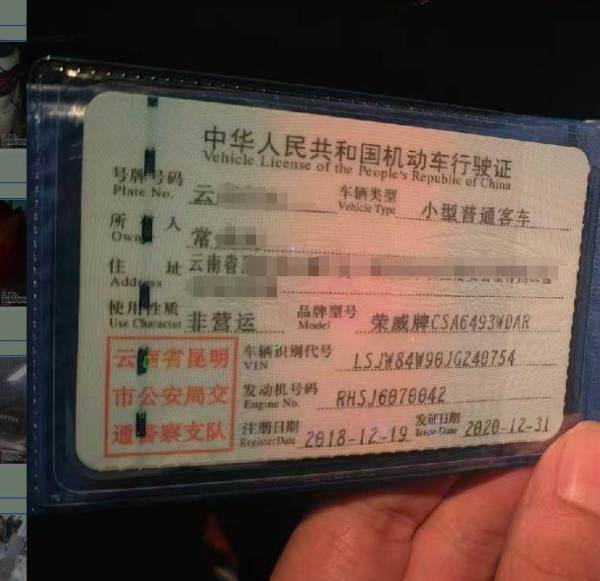 中华人民共和国机动车行驶证
Vehicle License of the People's Republic of China
号牌号码 云 车辆类型 小型普通客车
Plate No. Vehicle Type
所有人 常
Owner
住址 云南省
Address
使用性质 非营运 品牌型号 荣威牌CSA6493WDAR
Use Character Model
云南省昆明 车辆识别代号 LSJW84W90JG240754
VIN
市公安局交 发动机号码 RHSJ6070042
Engine No.
通警察支队 注册日期 2018-12-19 发证日期 2020-12-31
Register Date Issue Date